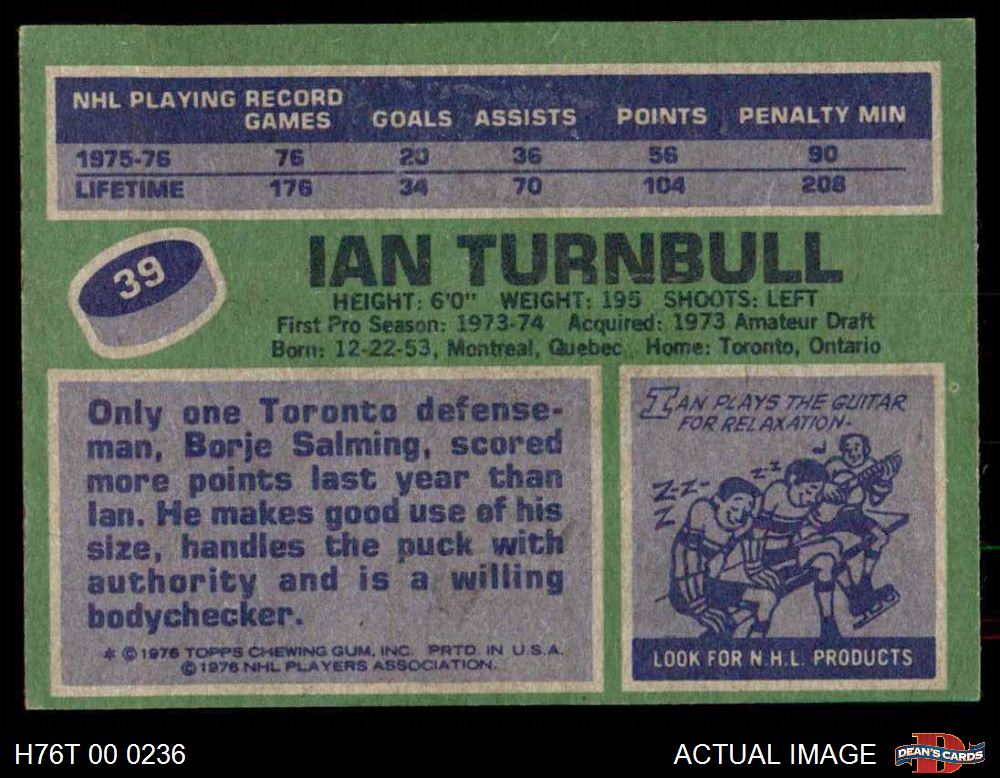 NHL PLAYING RECORD
GAMES GOALS ASSISTS POINTS PENALTY MIN
1975-76 76 20 36 56 90
LIFETIME 176 34 70 104 208
39
IAN TURNBULL
HEIGHT: 6'0" WEIGHT: 195 SHOOTS: LEFT
First Pro Season: 1973-74 Acquired: 1973 Amateur Draft
Born: 12-22-53, Montreal, Quebec Home: Toronto, Ontario
Only one Toronto defense-
man, Borje Salming, scored
more points last year than
Ian. He makes good use of his
size, handles the puck with
authority and is a willing
bodychecker.
* © 1976 TOPPS CHEWING GUM, INC. PRTD. IN U.S.A.
© 1976 NHL PLAYERS ASSOCIATION.
IAN PLAYS THE GUITAR
FOR RELAXATION.
ZZ
ZZ-
Z
Z
LOOK FOR N.H.L. PRODUCTS
H76T 00 0236
ACTUAL IMAGE
D
DEAN'S CARDS